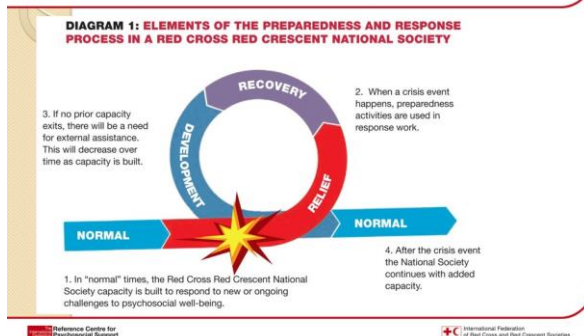 DIAGRAM 1: ELEMENTS OF THE PREPAREDNESS AND RESPONSE
PROCESS IN A RED CROSS RED CRESCENT NATIONAL SOCIETY
RECOVERY
2. When a crisis event
happens, preparedness
activities are used in
response work.
3. If no prior capacity
exits, there will be a need
for external assistance.
This will decrease over
time as capacity is built.
DEVELOPMENT
RELIEF
NORMAL
NORMAL
4. After the crisis event
the National Society
continues with added
capacity.
1. In “normal” times, the Red Cross Red Crescent National
Society capacity is built to respond to new or ongoing
challenges to psychosocial well-being.
Reference Centre for
Psychosocial Support
International Federation
of Red Cross and Red Crescent Societies